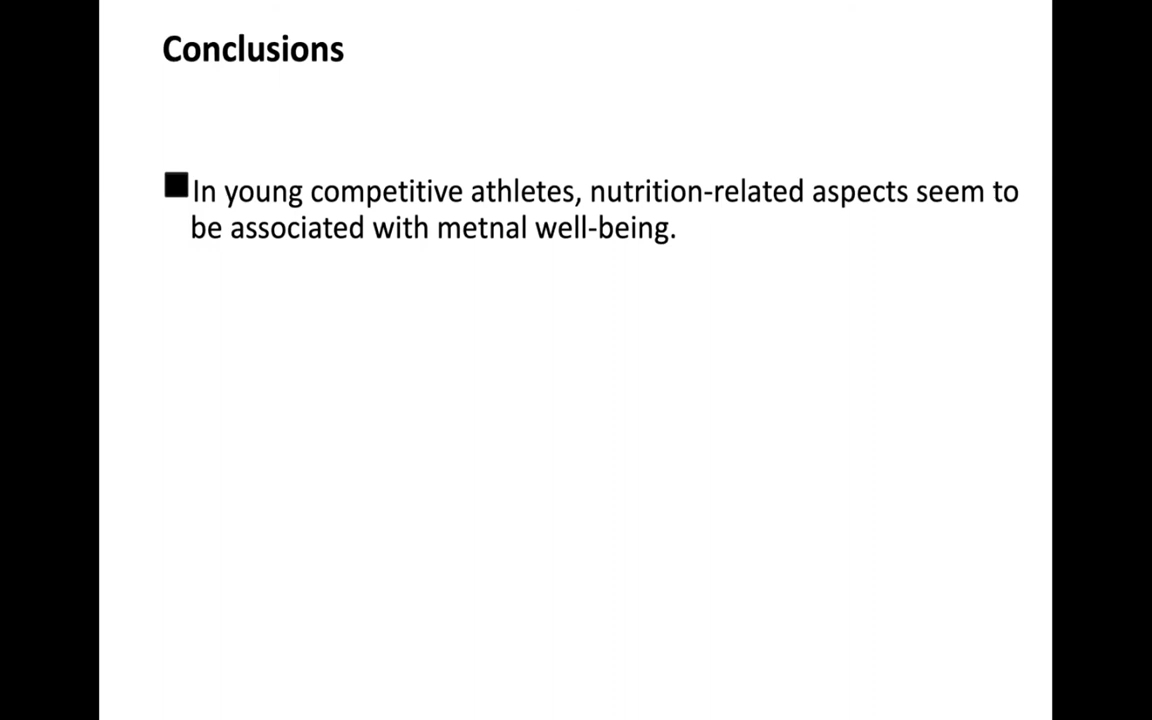 Conclusions
In young competitive athletes, nutrition-related aspects seem to
be associated with metnal well-being.